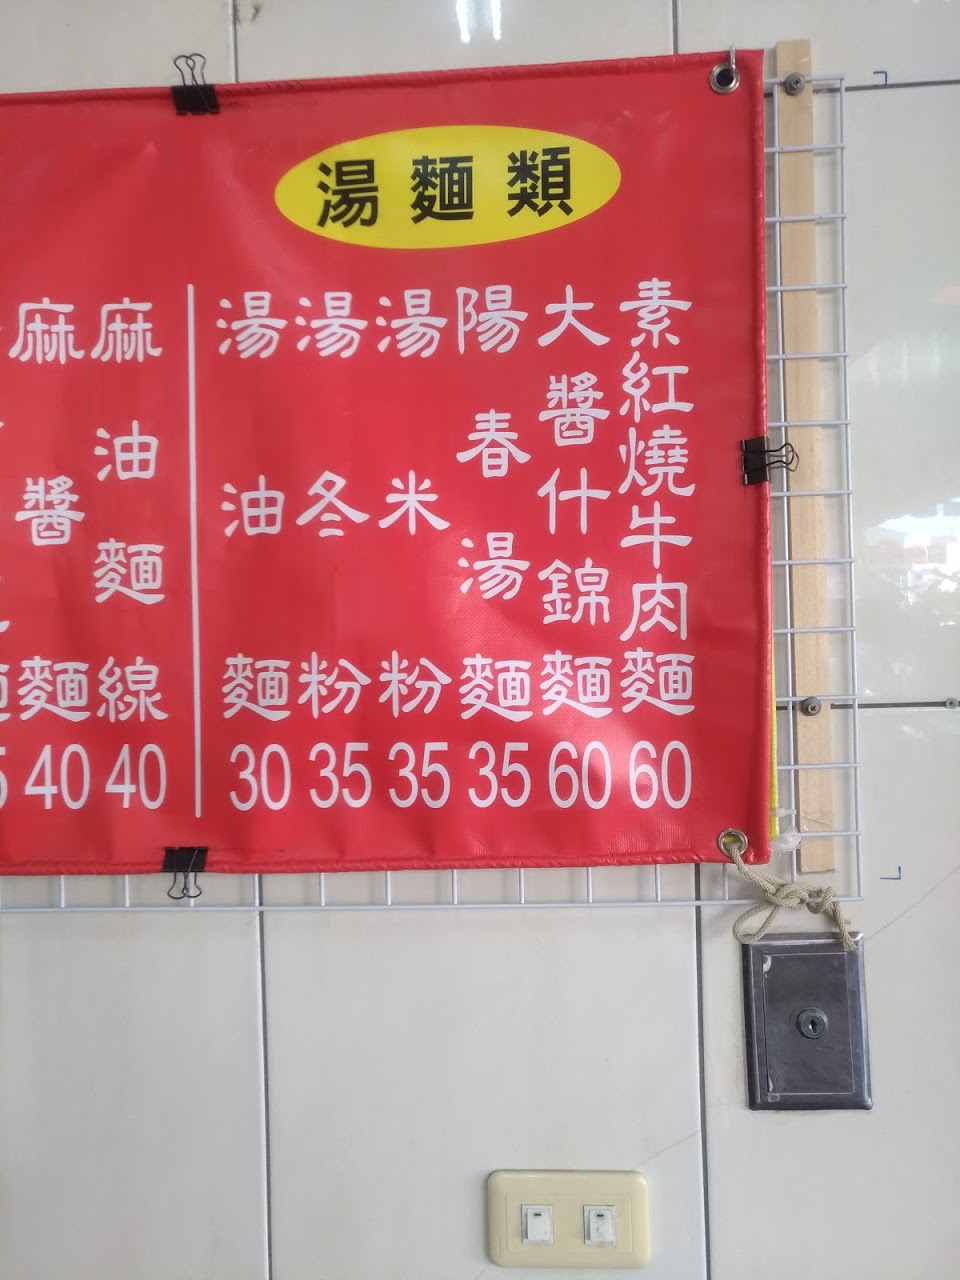 湯麵類
素紅燒牛肉麵 60
大醬什錦麵 60
陽春湯麵 35
湯米粉 35
湯冬粉 35
湯油麵 30
麻油麵線 40
麻醬麵 40